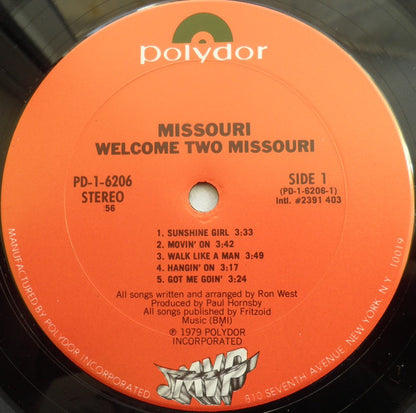 polydor
MISSOURI
WELCOME TWO MISSOURI
PD-1-6206
STEREO
56
SIDE 1
(PD-1-6206-1)
Intl. #2391 403
1. SUNSHINE GIRL 3:33
2. MOVIN' ON 3:42
3. WALK LIKE A MAN 3:49
4. HANGIN' ON 3:17
5. GOT ME GOIN' 3:24
All songs written and arranged by Ron West
Produced by Paul Hornsby
All songs published by Fritzoid
Music (BMI)
℗ 1979 POLYDOR
INCORPORATED
MWP
MANUFACTURED BY POLYDOR INCORPORATED 810 SEVENTH AVENUE, NEW YORK, N.Y. 10019